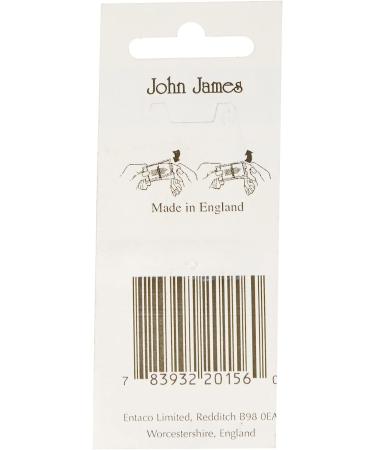 John James
Made in England
7 83932 20156 0
Entaco Limited, Redditch B98 0EA
Worcestershire, England